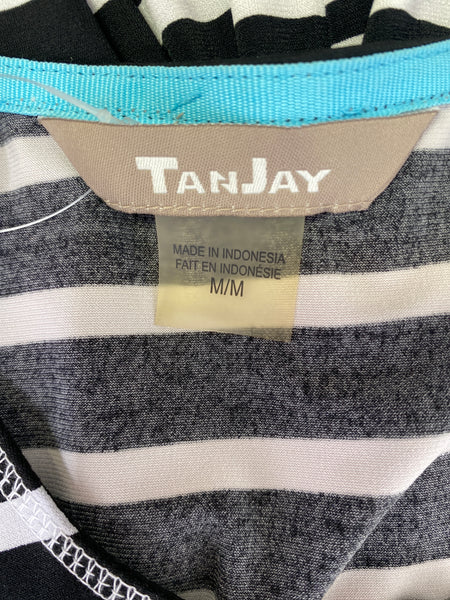 TANJAY
MADE IN INDONESIA
FAIT EN INDONÉSIE
M/M